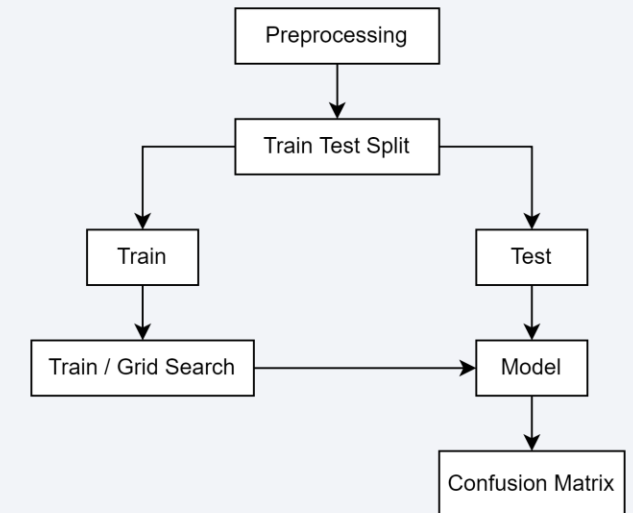 Preprocessing
Train Test Split
Train
Test
Train / Grid Search
Model
Confusion Matrix